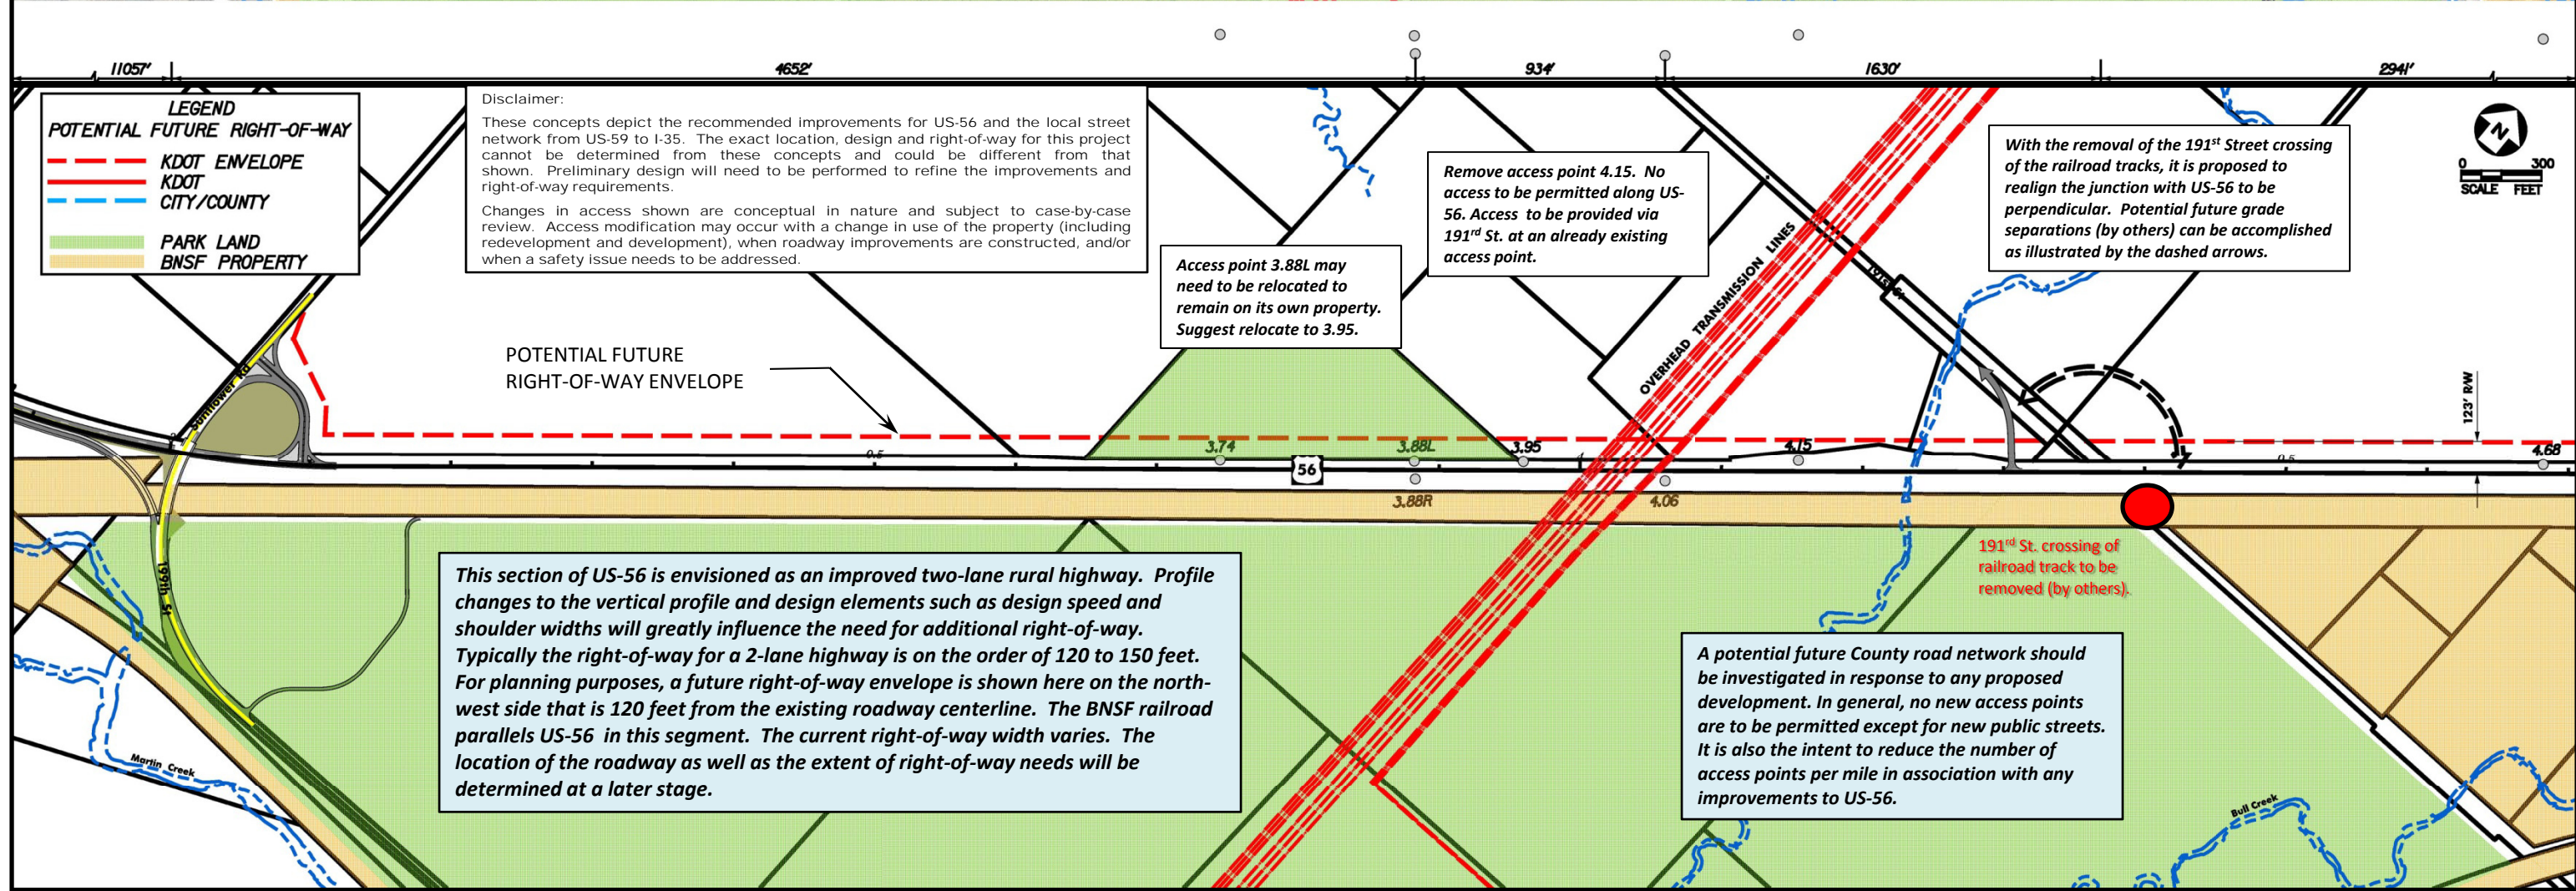 11057'
4652'
934'
1630'
2941'
LEGEND
POTENTIAL FUTURE RIGHT-OF-WAY
KDOT ENVELOPE
KDOT
CITY/COUNTY
PARK LAND
BNSF PROPERTY
Disclaimer:
These concepts depict the recommended improvements for US-56 and the local street
network from US-59 to I-35. The exact location, design and right-of-way for this project
cannot be determined from these concepts and could be different from that
shown. Preliminary design will need to be performed to refine the improvements and
right-of-way requirements.
Changes in access shown are conceptual in nature and subject to case-by-case
review. Access modification may occur with a change in use of the property (including
redevelopment and development), when roadway improvements are constructed, and/or
when a safety issue needs to be addressed.
Access point 3.88L may
need to be relocated to
remain on its own property.
Suggest relocate to 3.95.
Remove access point 4.15. No
access to be permitted along US-
56. Access to be provided via
191rd St. at an already existing
access point.
With the removal of the 191st Street crossing
of the railroad tracks, it is proposed to
realign the junction with US-56 to be
perpendicular. Potential future grade
separations (by others) can be accomplished
as illustrated by the dashed arrows.
N
0 300
SCALE FEET
OVERHEAD TRANSMISSION LINES
191st St
POTENTIAL FUTURE
RIGHT-OF-WAY ENVELOPE
Sunflower Rd
123' R/W
0.5
3.74
3.88L
3.95
1
4.15
0.5
4.68
56
3.88R
4.06
199th St
191rd St. crossing of
railroad track to be
removed (by others).
This section of US-56 is envisioned as an improved two-lane rural highway. Profile
changes to the vertical profile and design elements such as design speed and
shoulder widths will greatly influence the need for additional right-of-way.
Typically the right-of-way for a 2-lane highway is on the order of 120 to 150 feet.
For planning purposes, a future right-of-way envelope is shown here on the north-
west side that is 120 feet from the existing roadway centerline. The BNSF railroad
parallels US-56 in this segment. The current right-of-way width varies. The
location of the roadway as well as the extent of right-of-way needs will be
determined at a later stage.
A potential future County road network should
be investigated in response to any proposed
development. In general, no new access points
are to be permitted except for new public streets.
It is also the intent to reduce the number of
access points per mile in association with any
improvements to US-56.
Martin Creek
Bull Creek